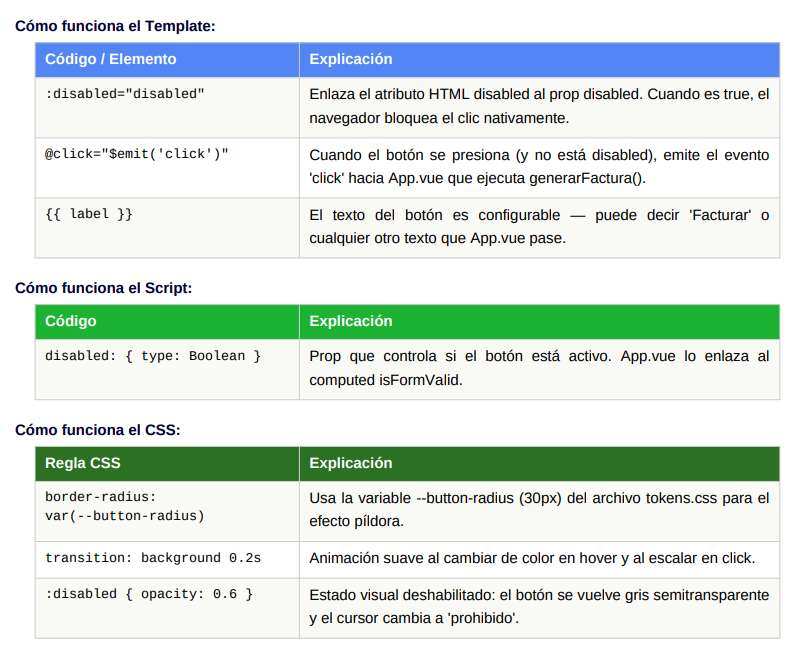 Cómo funciona el Template:
Código / Elemento Explicación
:disabled="disabled" Enlaza el atributo HTML disabled al prop disabled. Cuando es true, el
navegador bloquea el clic nativamente.
@click="$emit('click')" Cuando el botón se presiona (y no está disabled), emite el evento
'click' hacia App.vue que ejecuta generarFactura().
{{ label }} El texto del botón es configurable — puede decir 'Facturar' o
cualquier otro texto que App.vue pase.
Cómo funciona el Script:
Código Explicación
disabled: { type: Boolean } Prop que controla si el botón está activo. App.vue lo enlaza al
computed isFormValid.
Cómo funciona el CSS:
Regla CSS Explicación
border-radius: Usa la variable --button-radius (30px) del archivo tokens.css para el
var(--button-radius) efecto píldora.
transition: background 0.2s Animación suave al cambiar de color en hover y al escalar en click.
:disabled { opacity: 0.6 } Estado visual deshabilitado: el botón se vuelve gris semitransparente
y el cursor cambia a 'prohibido'.